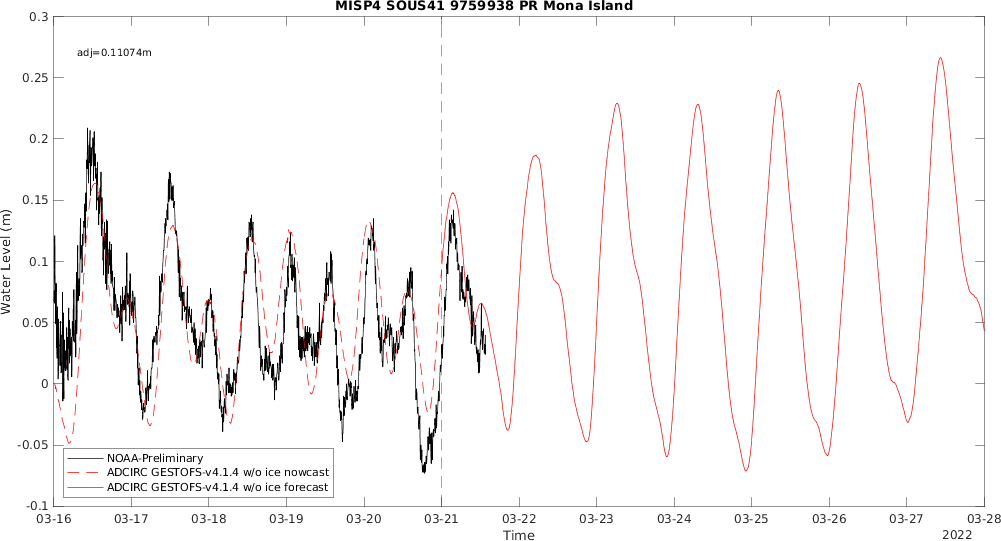 MISP4 SOUS41 9759938 PR Mona Island
adj=0.11074m
0.3
0.25
0.2
0.15
0.1
0.05
0
-0.05
-0.1
Water Level (m)
NOAA-Preliminary
ADCIRC GESTOFS-v4.1.4 w/o ice nowcast
ADCIRC GESTOFS-v4.1.4 w/o ice forecast
03-16 03-17 03-18 03-19 03-20 03-21 03-22 03-23 03-24 03-25 03-26 03-27 03-28
Time
2022